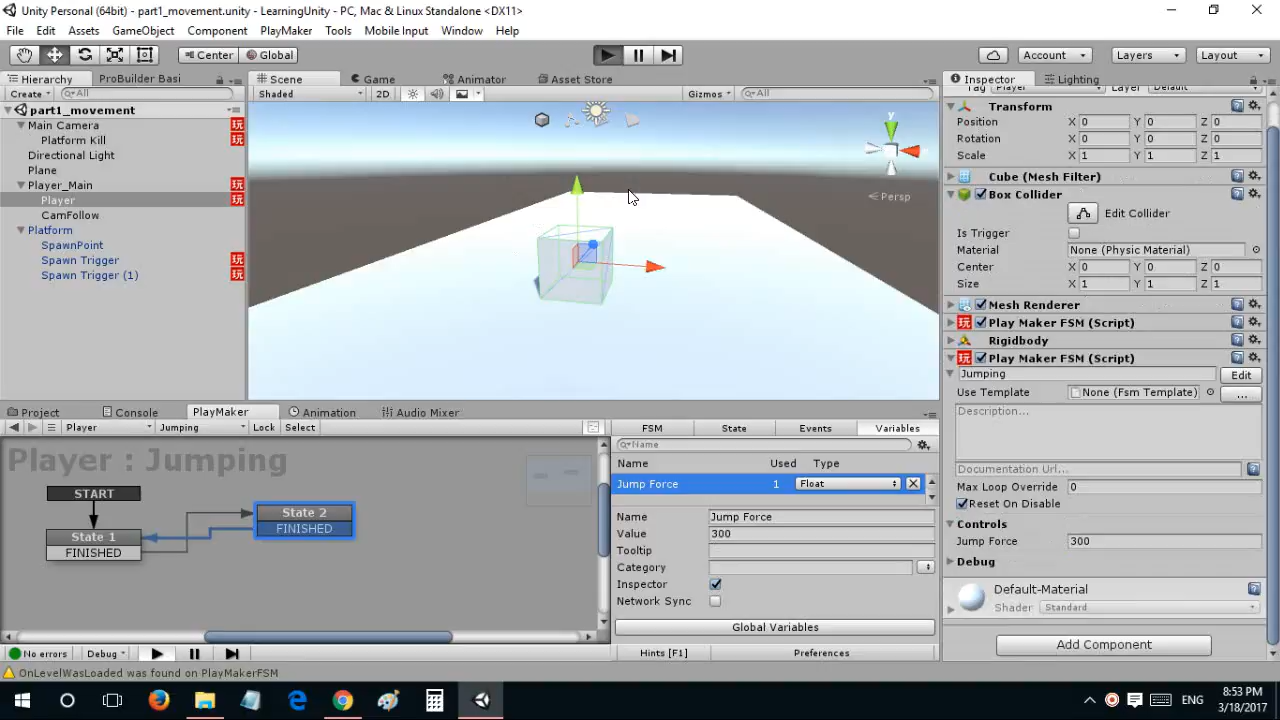 Unity Personal (64bit) - part1_movement.unity - LearningUnity - PC, Mac & Linux Standalone <DX11>
File Edit Assets GameObject Component PlayMaker Tools Mobile Input Window Help
Center Global Account Layers Layout
Hierarchy ProBuilder Basi Scene Game Animator Asset Store Inspector Lighting
Create All Shaded 2D Gizmos All Tag Player Layer Default
part1_movement
Main Camera
Platform Kill
Directional Light
Plane
Player_Main
Player
CamFollow
Platform
SpawnPoint
Spawn Trigger
Spawn Trigger (1)
y
Persp
Transform
Position X 0 Y 0 Z 0
Rotation X 0 Y 0 Z 0
Scale X 1 Y 1 Z 1
Cube (Mesh Filter)
Box Collider
Edit Collider
Is Trigger
Material None (Physic Material)
Center X 0 Y 0 Z 0
Size X 1 Y 1 Z 1
Mesh Renderer
玩 Play Maker FSM (Script)
Rigidbody
玩 Play Maker FSM (Script)
Jumping Edit
Use Template None (Fsm Template) ...
Description...
Documentation Url...
Max Loop Override 0
Reset On Disable
Controls
Jump Force 300
Debug
Default-Material
Shader Standard
Add Component
Project Console PlayMaker Animation Audio Mixer
Player Jumping Lock Select
Player : Jumping
START
State 1
FINISHED
State 2
FINISHED
FSM State Events Variables
Name
Name Used Type
Jump Force 1 Float
Name Jump Force
Value 300
Tooltip
Category
Inspector
Network Sync
Global Variables
Hints [F1] Preferences
No errors Debug
OnLevelWasLoaded was found on PlayMakerFSM
ENG 8:53 PM
3/18/2017